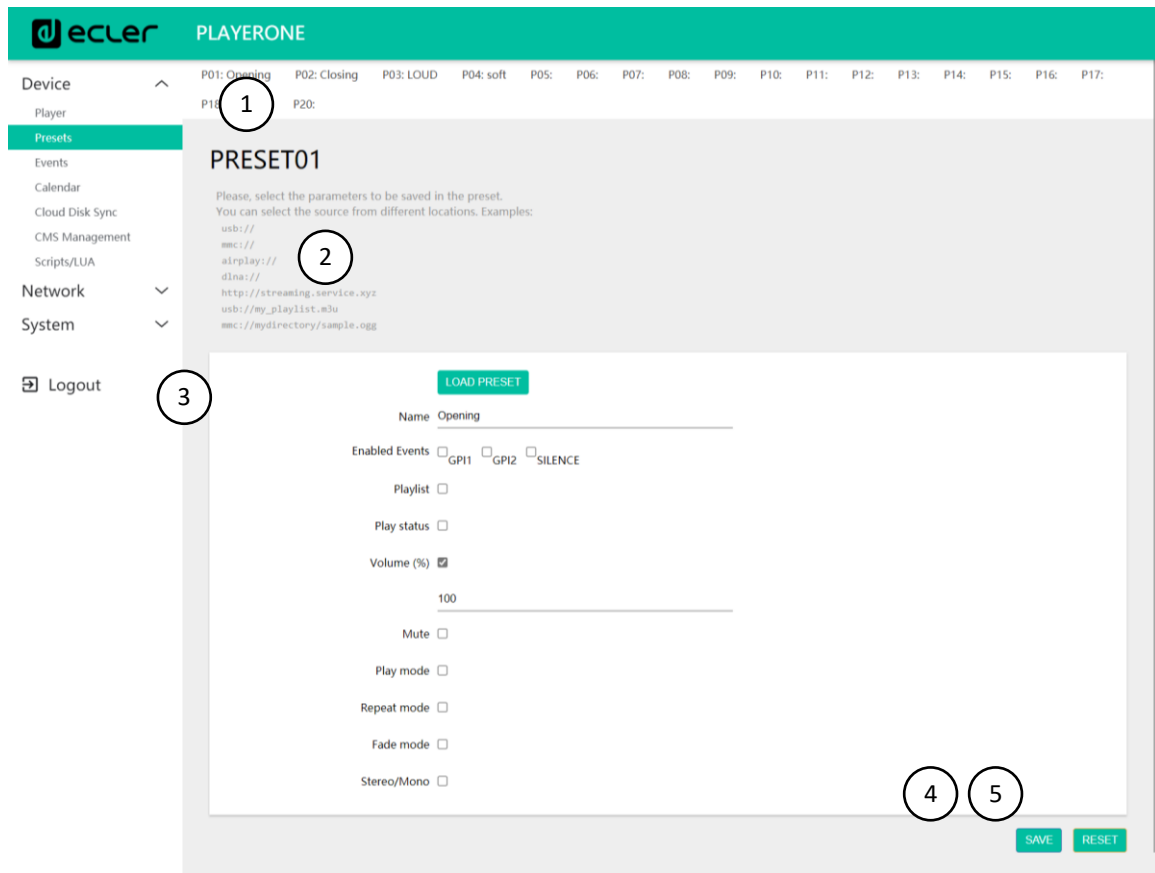 ecler PLAYERONE
Device
Player
Presets
Events
Calendar
Cloud Disk Sync
CMS Management
Scripts/LUA
Network
System
Logout
P01: Opening P02: Closing P03: LOUD P04: soft P05: P06: P07: P08: P09: P10: P11: P12: P13: P14: P15: P16: P17:
P18 P20:
1
PRESET01
Please, select the parameters to be saved in the preset.
You can select the source from different locations. Examples:
usb://
mmc://
airplay://
dlna://
http://streaming.service.xyz
usb://my_playlist.m3u
mmc://mydirectory/sample.ogg
2
3
LOAD PRESET
Name Opening
Enabled Events GPI1 GPI2 SILENCE
Playlist
Play status
Volume (%)
100
Mute
Play mode
Repeat mode
Fade mode
Stereo/Mono
4 5
SAVE RESET